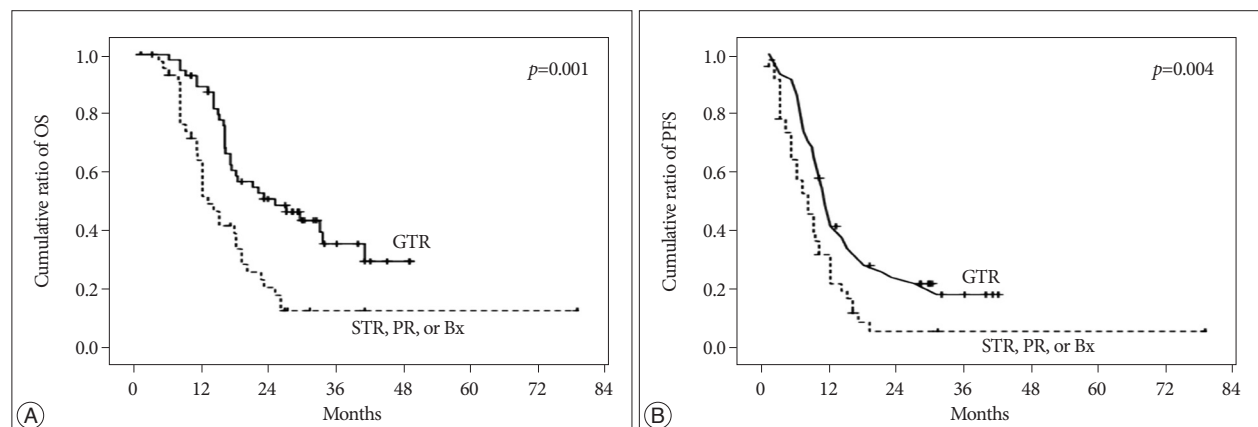 1.0
0.8
0.6
0.4
0.2
0.0
Cumulative ratio of OS
p=0.001
GTR
STR, PR, or Bx
0 12 24 36 48 60 72 84
Months
A
1.0
0.8
0.6
0.4
0.2
0.0
Cumulative ratio of PFS
p=0.004
GTR
STR, PR, or Bx
0 12 24 36 48 60 72 84
Months
B